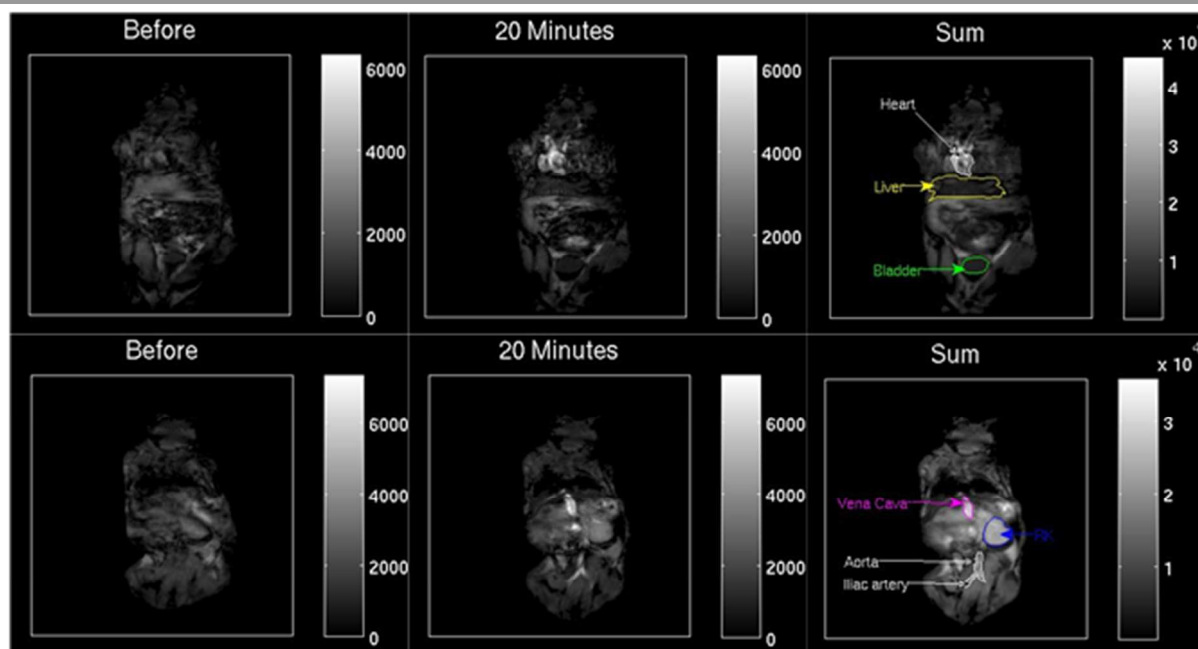 Before
20 Minutes
Sum
x 10
6000
4000
2000
0
6000
4000
2000
0
4
3
2
1
Heart
Liver
Bladder
Before
20 Minutes
Sum
x 10
6000
4000
2000
0
6000
4000
2000
0
3
2
1
Vena Cava
RK
Aorta
Iliac artery